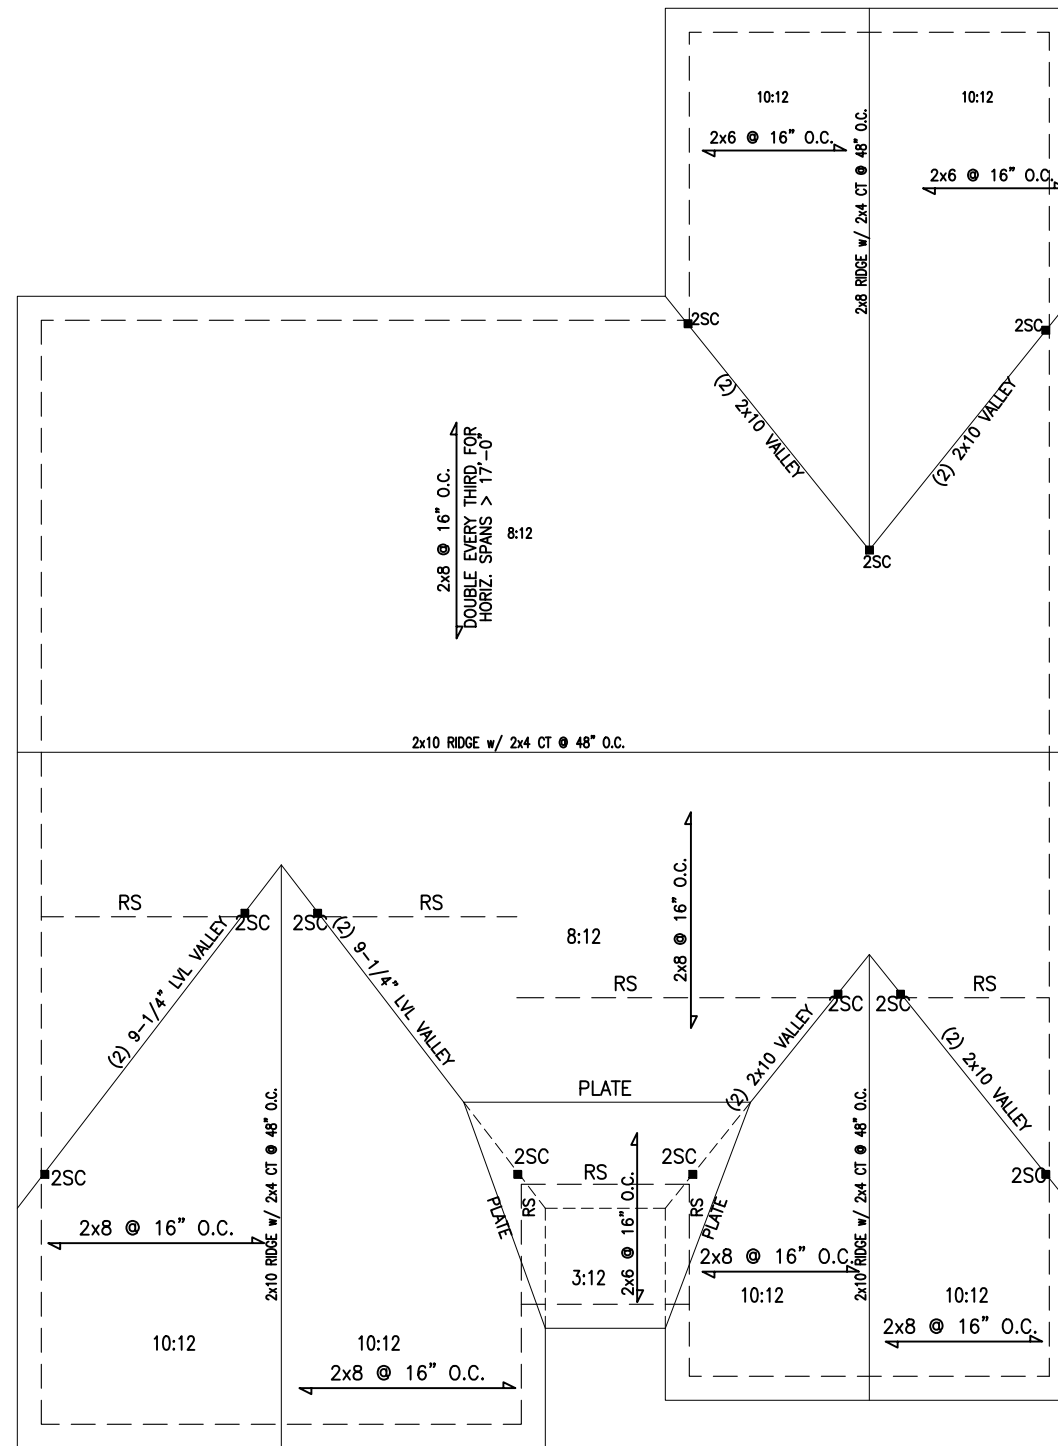 10:12
10:12
2x6 @ 16" O.C.
2x6 @ 16" O.C.
2x8 RIDGE w/ 2x4 CT @ 48" O.C.
2SC
2SC
(2) 2x10 VALLEY
(2) 2x10 VALLEY
2SC
2x8 @ 16" O.C.
DOUBLE EVERY THIRD FOR
HORIZ. SPANS > 17'-0"
8:12
2x10 RIDGE w/ 2x4 CT @ 48" O.C.
RS
RS
2SC
2SC
(2) 9-1/4" LVL VALLEY
(2) 9-1/4" LVL VALLEY
8:12
2x8 @ 16" O.C.
RS
RS
2SC
2SC
(2) 2x10 VALLEY
(2) 2x10 VALLEY
PLATE
2SC
2SC
2SC
2SC
RS
RS
RS
PLATE
PLATE
2x6 @ 16" O.C.
3:12
2x10 RIDGE w/ 2x4 CT @ 48" O.C.
2x10 RIDGE w/ 2x4 CT @ 48" O.C.
2x8 @ 16" O.C.
2x8 @ 16" O.C.
10:12
10:12
2x8 @ 16" O.C.
10:12
10:12
2x8 @ 16" O.C.